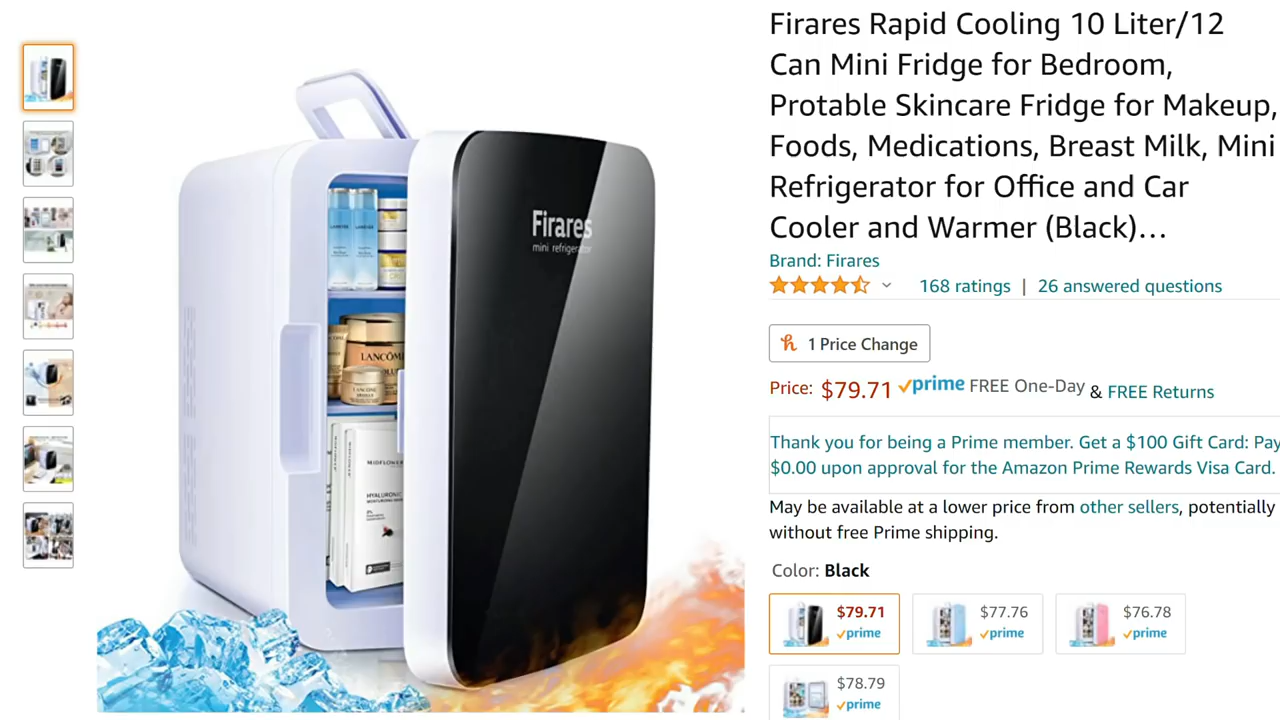 Firares Rapid Cooling 10 Liter/12
Can Mini Fridge for Bedroom,
Protable Skincare Fridge for Makeup,
Foods, Medications, Breast Milk, Mini
Refrigerator for Office and Car
Cooler and Warmer (Black)...
Brand: Firares
168 ratings | 26 answered questions
1 Price Change
Price: $79.71 prime FREE One-Day & FREE Returns
Thank you for being a Prime member. Get a $100 Gift Card: Pay
$0.00 upon approval for the Amazon Prime Rewards Visa Card.
May be available at a lower price from other sellers, potentially
without free Prime shipping.
Color: Black
$79.71
prime
$77.76
prime
$76.78
prime
$78.79
prime
Firares
mini refrigerator
LANCÔME
HYALURONIC